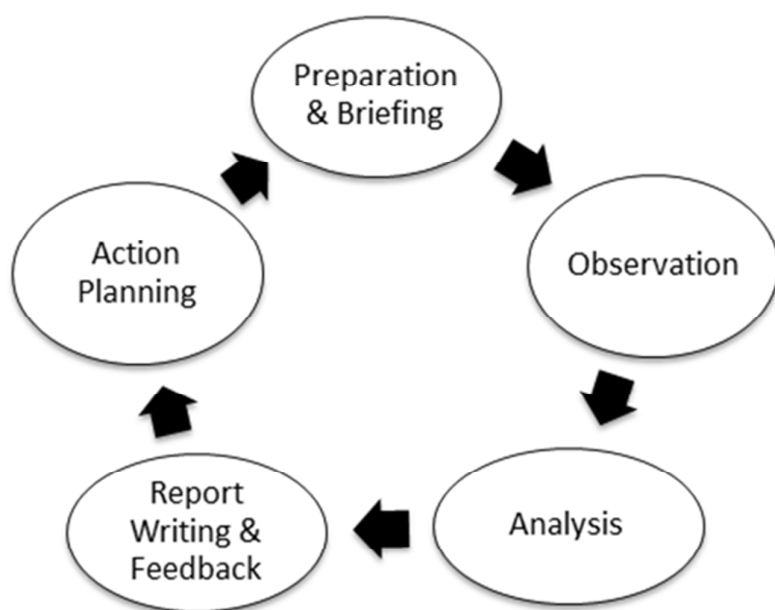 Preparation
& Briefing
Observation
Analysis
Report
Writing &
Feedback
Action
Planning